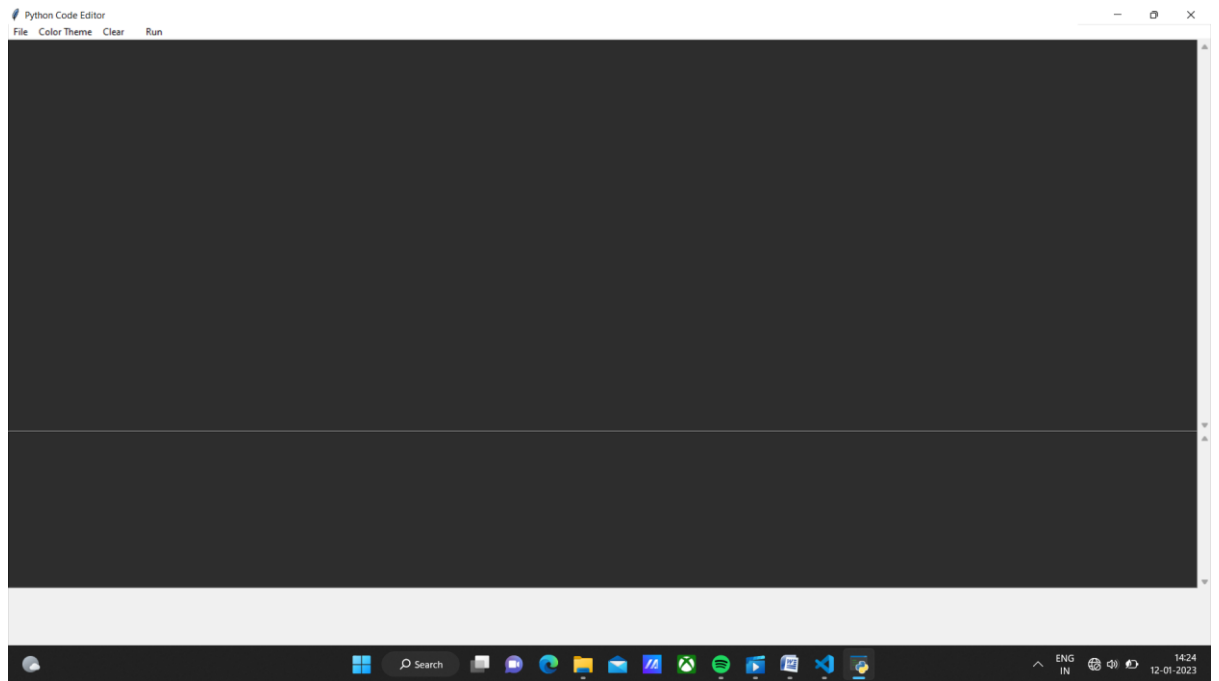 Python Code Editor
File Color Theme Clear Run
Search
ENG
IN
14:24
12-01-2023